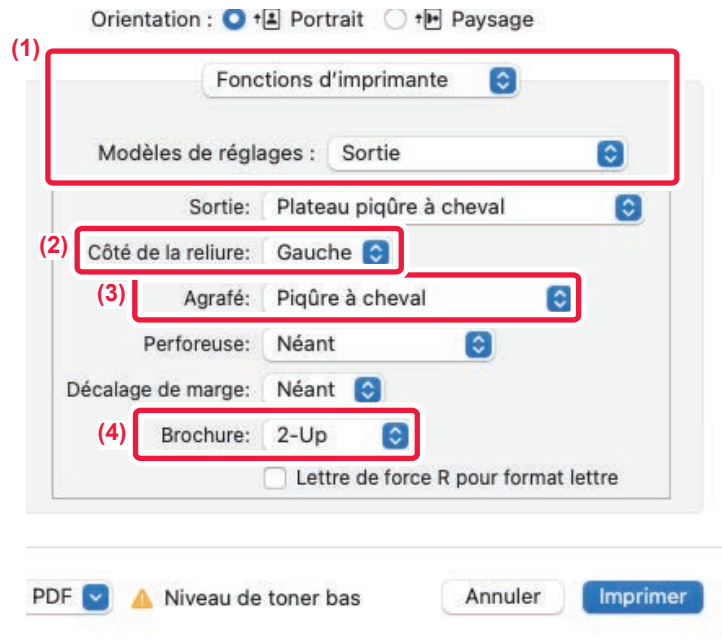 Orientation : Portrait Paysage
(1)
Fonctions d'imprimante
Modèles de réglages : Sortie
Sortie: Plateau piqûre à cheval
(2) Côté de la reliure: Gauche
(3) Agrafé: Piqûre à cheval
Perforeuse: Néant
Décalage de marge: Néant
(4) Brochure: 2-Up
Lettre de force R pour format lettre
PDF Niveau de toner bas Annuler Imprimer